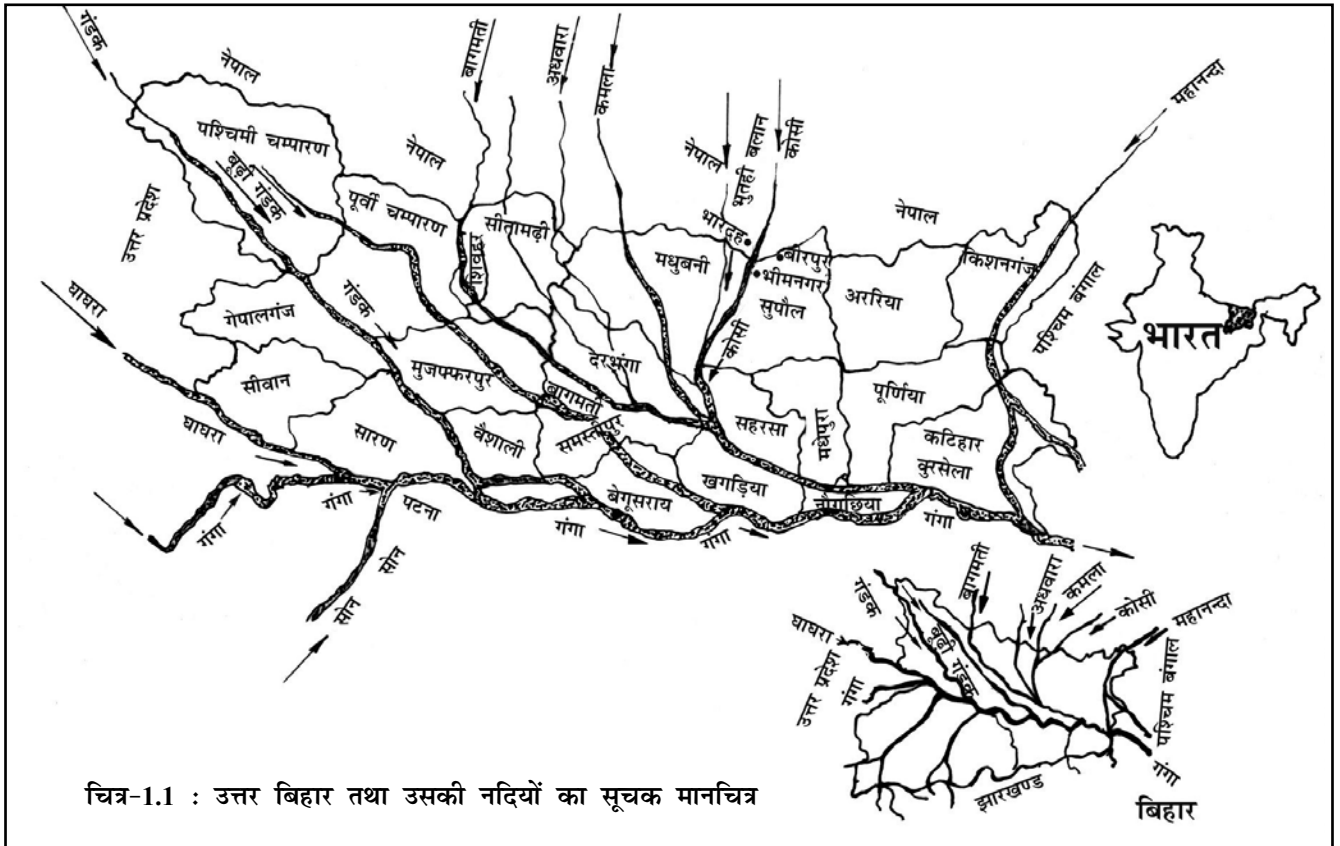 गंडक
नेपाल
पश्चिमी चम्पारण
बूढ़ी गंडक
उत्तर प्रदेश
नेपाल
पूर्वी चम्पारण
बागमती
शिवहर
सीतामढ़ी
अधवारा
कमला
मधुबनी
नेपाल
भुतही बलान
कोसी
भारदह
बीरपुर
भीमनगर
सुपौल
अररिया
नेपाल
किशनगंज
महानन्दा
पश्चिम बंगाल
भारत
घाघरा
गोपालगंज
गंडक
सीवान
मुजफ्फरपुर
दरभंगा
कोसी
पूर्णिया
घाघरा
सारण
वैशाली
बागमती
समस्तीपुर
सहरसा
मधेपुरा
कटिहार
कुरसेला
खगड़िया
बेगूसराय
नौगछिया
गंगा
गंगा
पटना
गंगा
गंगा
गंगा
सोन
सोन
गंडक
बागमती
अधवारा
कमला
कोसी
महानन्दा
घाघरा
बूढ़ी गंडक
उत्तर प्रदेश
गंगा
पश्चिम बंगाल
गंगा
झारखण्ड
बिहार
चित्र-1.1 : उत्तर बिहार तथा उसकी नदियों का सूचक मानचित्र